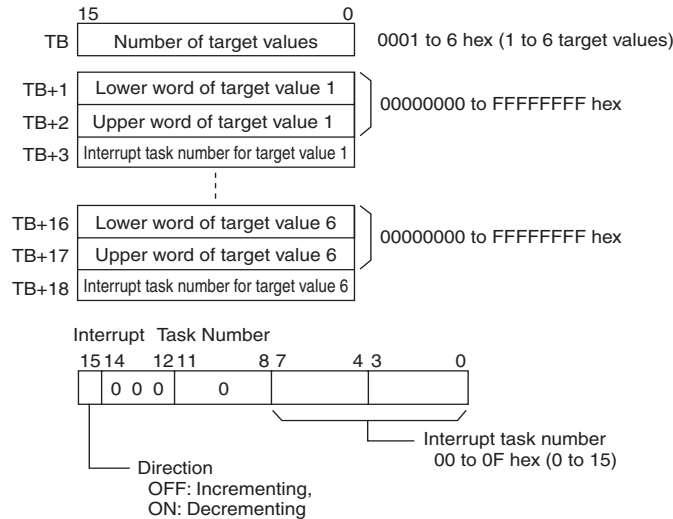 15 0
TB Number of target values 0001 to 6 hex (1 to 6 target values)
TB+1 Lower word of target value 1
00000000 to FFFFFFFF hex
TB+2 Upper word of target value 1
TB+3 Interrupt task number for target value 1
TB+16 Lower word of target value 6
00000000 to FFFFFFFF hex
TB+17 Upper word of target value 6
TB+18 Interrupt task number for target value 6
Interrupt Task Number
15 14 12 11 8 7 4 3 0
0 0 0 0
Interrupt task number
00 to 0F hex (0 to 15)
Direction
OFF: Incrementing,
ON: Decrementing